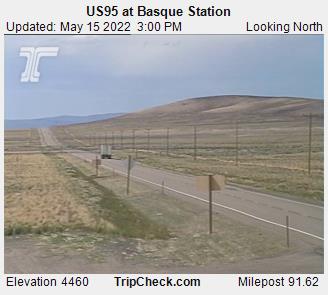 US95 at Basque Station
Updated: May 15 2022 3:00 PM Looking North
Elevation 4460 TripCheck.com Milepost 91.62